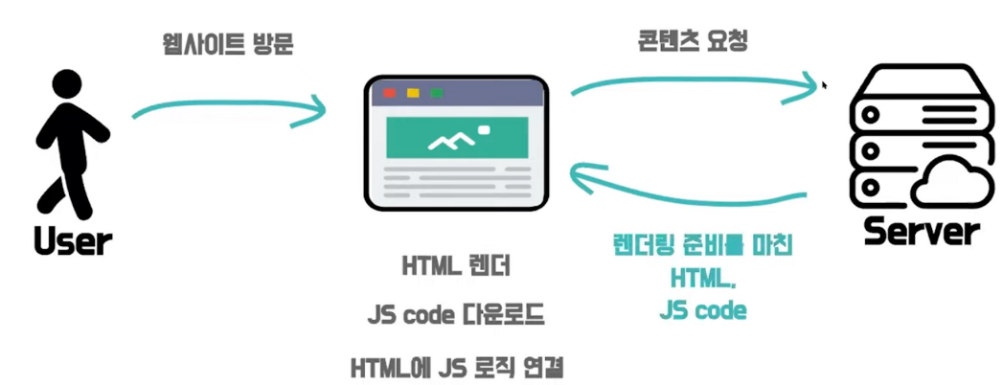 웹사이트 방문
콘텐츠 요청
User
Server
렌더링 준비를 마친
HTML,
JS code
HTML 렌더
JS code 다운로드
HTML에 JS 로직 연결